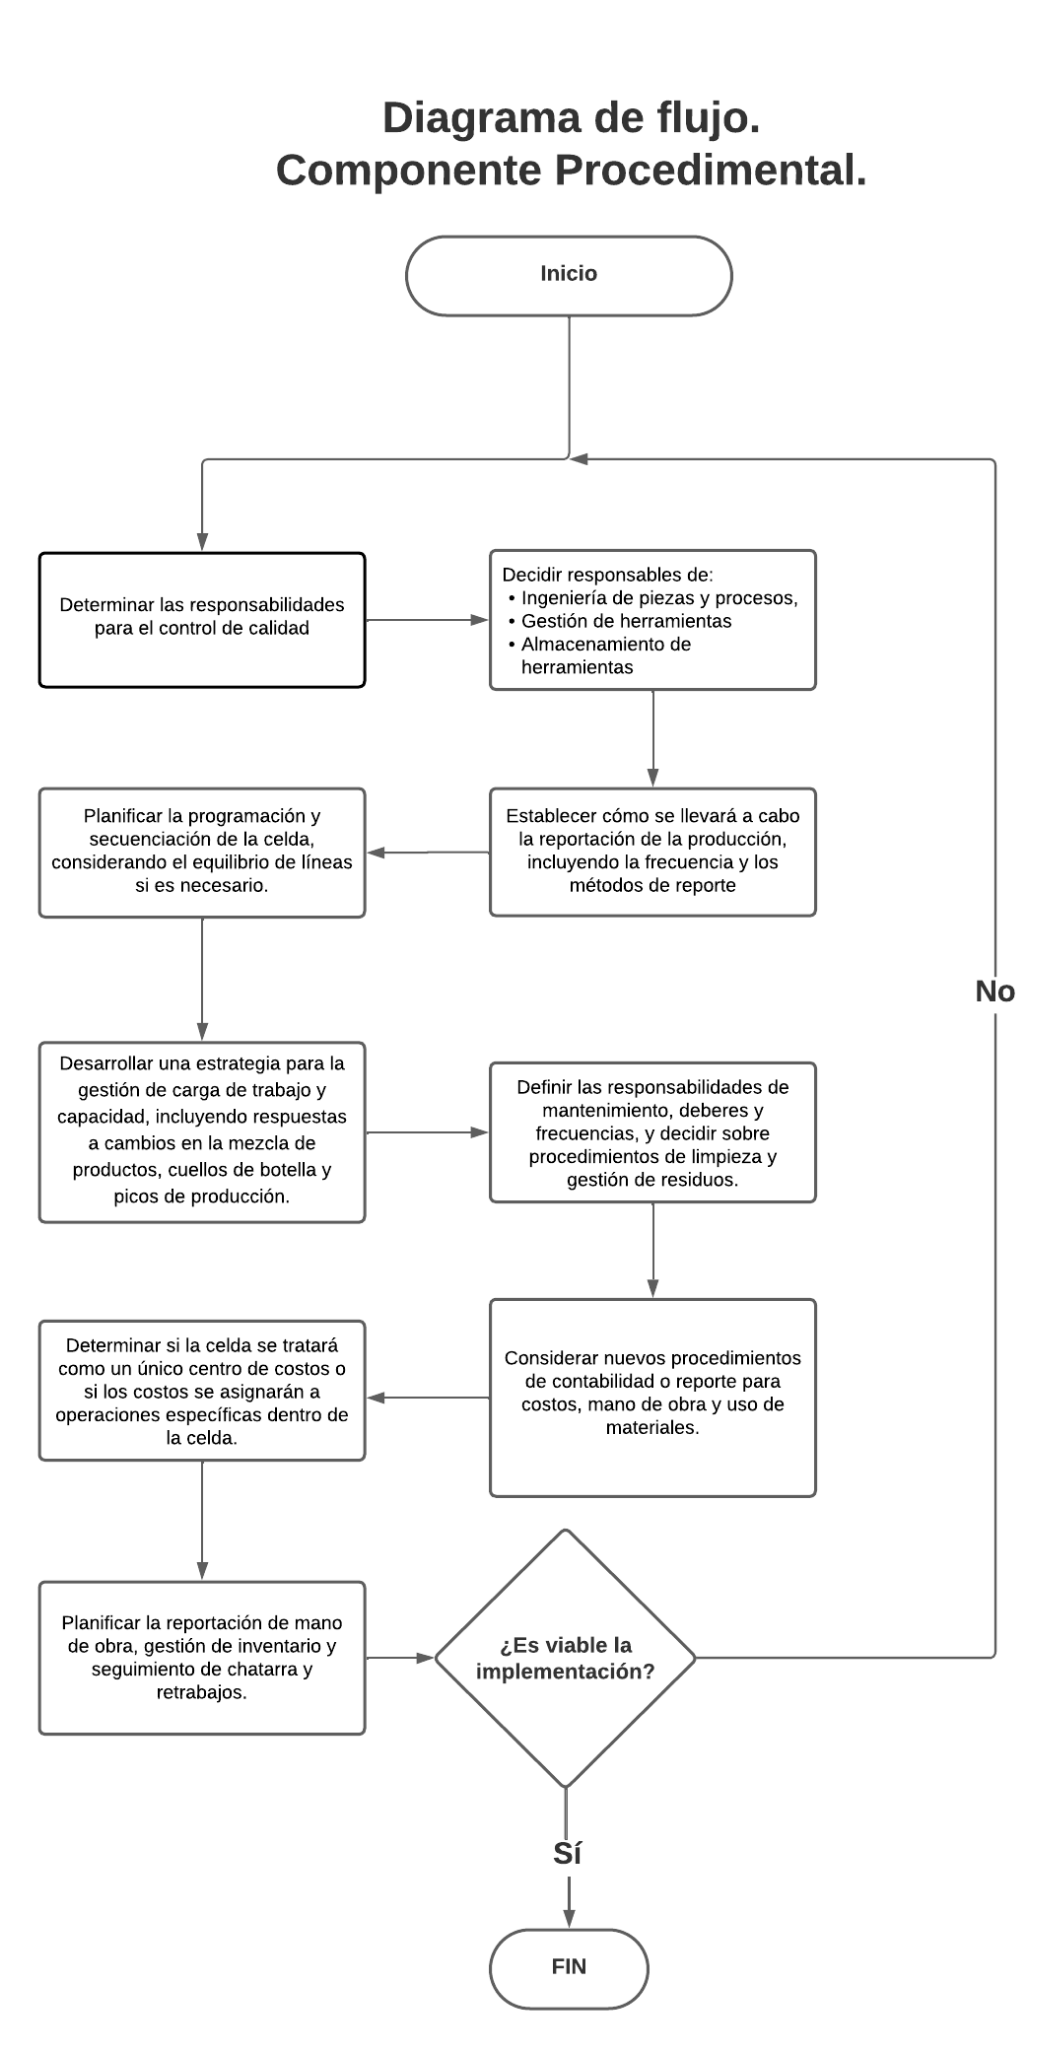 Diagrama de flujo.
Componente Procedimental.
Inicio
Determinar las responsabilidades
para el control de calidad
Decidir responsables de:
• Ingeniería de piezas y procesos,
• Gestión de herramientas
• Almacenamiento de
herramientas
Establecer cómo se llevará a cabo
la reportación de la producción,
incluyendo la frecuencia y los
métodos de reporte
Planificar la programación y
secuenciación de la celda,
considerando el equilibrio de líneas
si es necesario.
Desarrollar una estrategia para la
gestión de carga de trabajo y
capacidad, incluyendo respuestas
a cambios en la mezcla de
productos, cuellos de botella y
picos de producción.
Definir las responsabilidades de
mantenimiento, deberes y
frecuencias, y decidir sobre
procedimientos de limpieza y
gestión de residuos.
Considerar nuevos procedimientos
de contabilidad o reporte para
costos, mano de obra y uso de
materiales.
Determinar si la celda se tratará
como un único centro de costos o
si los costos se asignarán a
operaciones específicas dentro de
la celda.
Planificar la reportación de mano
de obra, gestión de inventario y
seguimiento de chatarra y
retrabajos.
¿Es viable la
implementación?
No
Sí
FIN